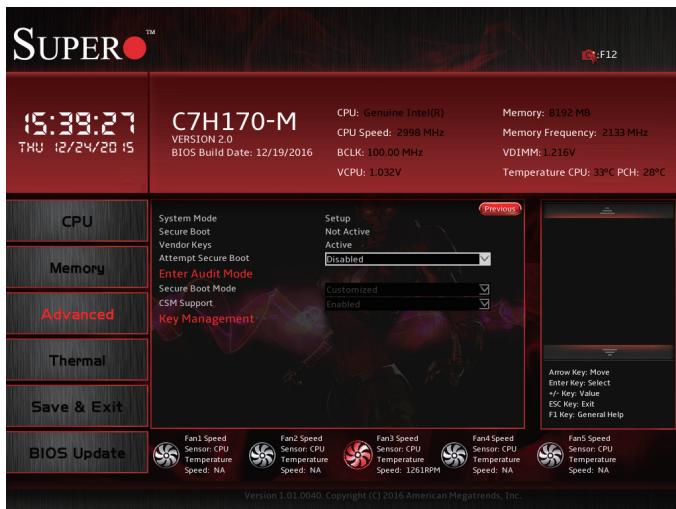 SUPER ™
:F12
15:39:27
THU 12/24/2015
C7H170-M
VERSION 2.0
BIOS Build Date: 12/19/2016
CPU: Genuine Intel(R)
CPU Speed: 2998 MHz
BCLK: 100.00 MHz
VCPU: 1.032V
Memory: 8192 MB
Memory Frequency: 2133 MHz
VDIMM: 1.216V
Temperature CPU: 33°C PCH: 28°C
CPU
Memory
Advanced
Thermal
Save & Exit
BIOS Update
Previous
System Mode Setup
Secure Boot Not Active
Vendor Keys Active
Attempt Secure Boot Disabled
Enter Audit Mode
Secure Boot Mode Customized
CSM Support Enabled
Key Management
Arrow Key: Move
Enter Key: Select
+/- Key: Value
ESC Key: Exit
F1 Key: General Help
Fan1 Speed
Sensor: CPU
Temperature
Speed: NA
Fan2 Speed
Sensor: CPU
Temperature
Speed: NA
Fan3 Speed
Sensor: CPU
Temperature
Speed: 1261RPM
Fan4 Speed
Sensor: CPU
Temperature
Speed: NA
Fan5 Speed
Sensor: CPU
Temperature
Speed: NA
Version 1.01.0040. Copyright (C) 2016 American Megatrends, Inc.